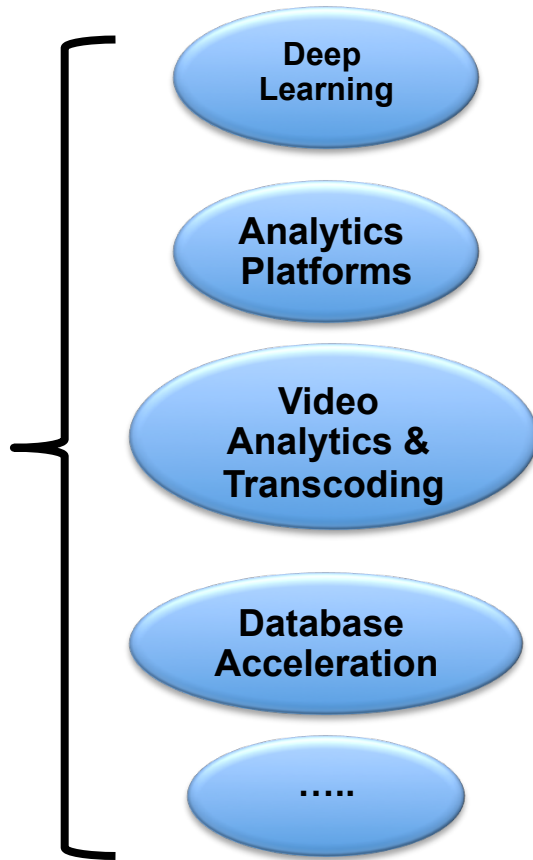 Deep
Learning
Analytics
Platforms
Video
Analytics &
Transcoding
Database
Acceleration
…..